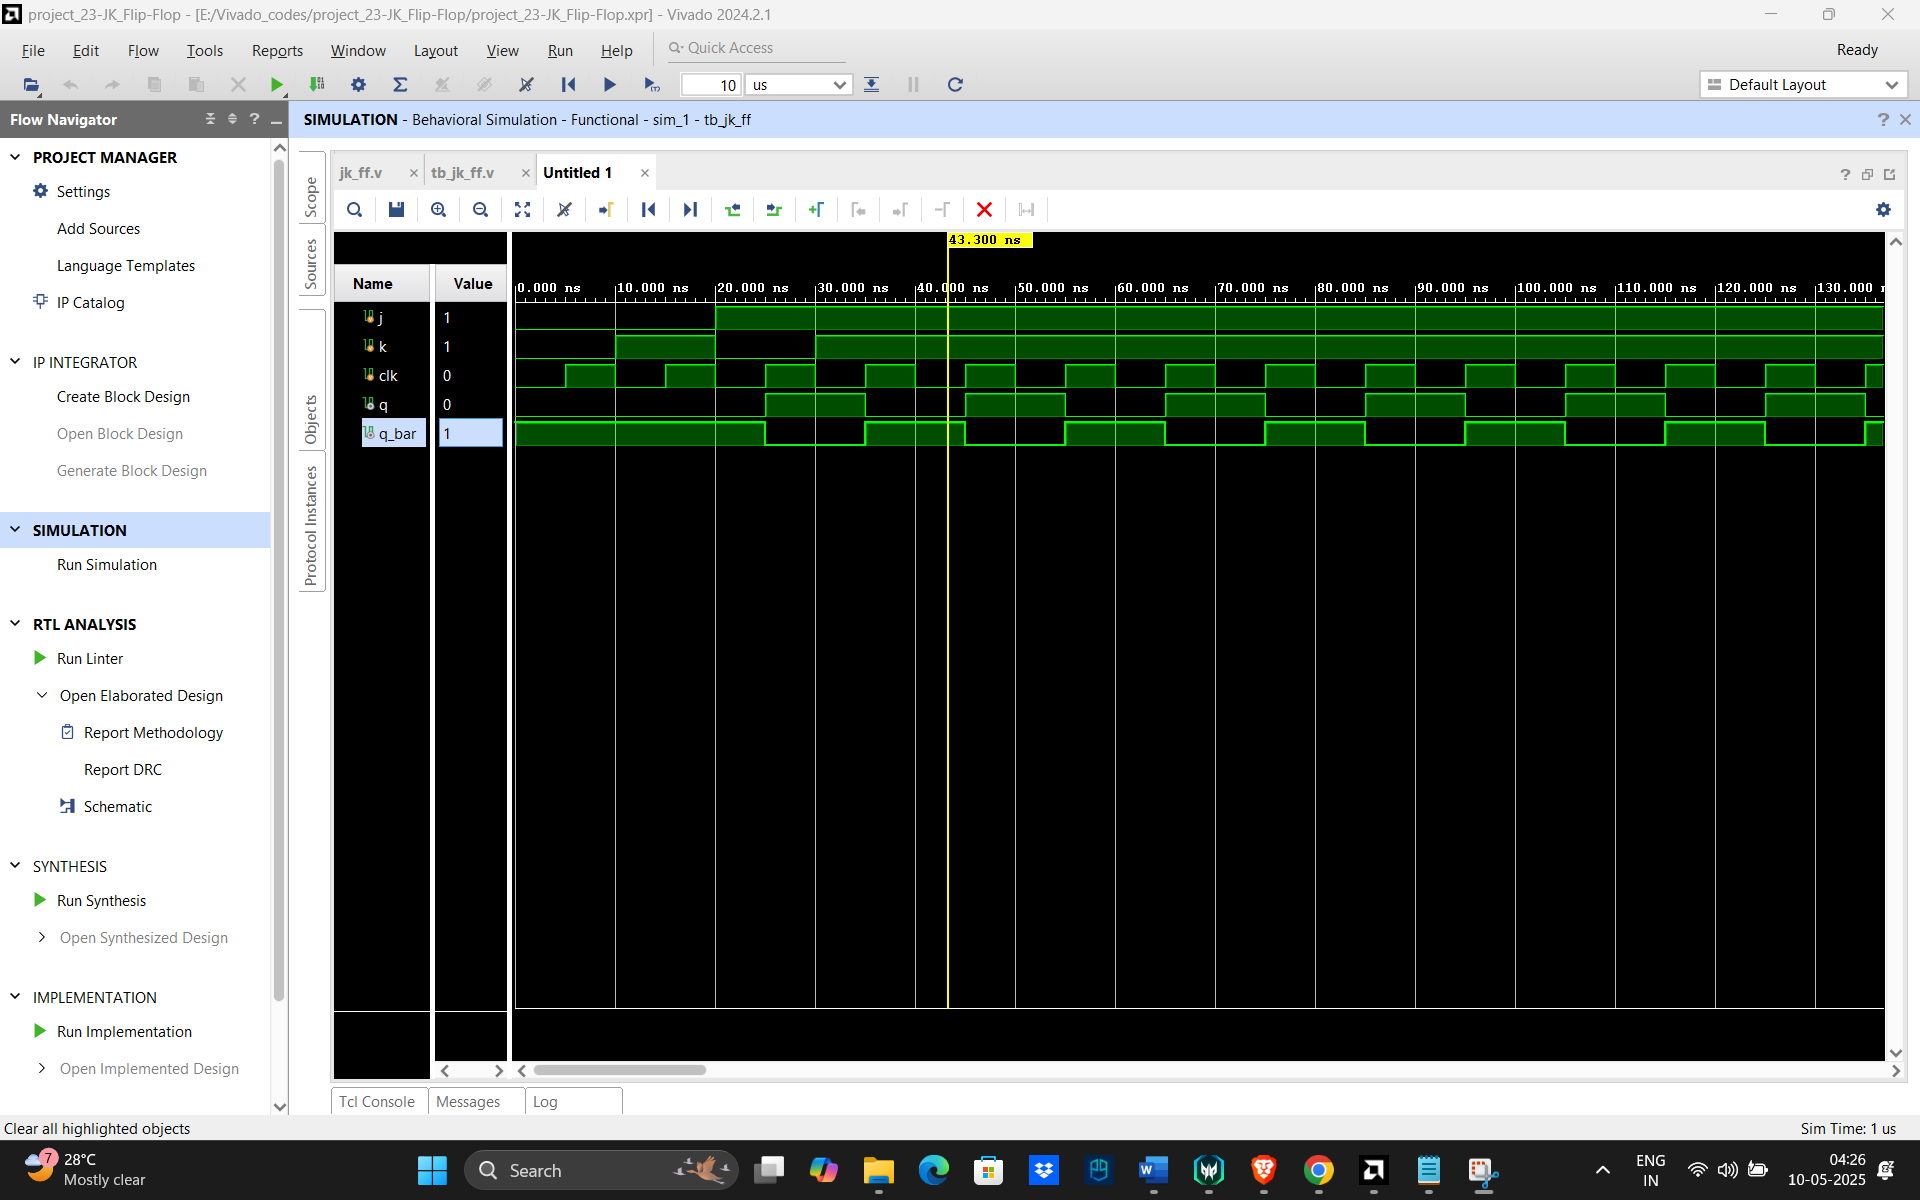 project_23-JK_Flip-Flop - [E:/Vivado_codes/project_23-JK_Flip-Flop/project_23-JK_Flip-Flop.xpr] - Vivado 2024.2.1
File Edit Flow Tools Reports Window Layout View Run Help Quick Access
Ready
10 us
Default Layout
Flow Navigator
SIMULATION - Behavioral Simulation - Functional - sim_1 - tb_jk_ff
PROJECT MANAGER
Settings
Add Sources
Language Templates
IP Catalog
IP INTEGRATOR
Create Block Design
Open Block Design
Generate Block Design
SIMULATION
Run Simulation
RTL ANALYSIS
Run Linter
Open Elaborated Design
Report Methodology
Report DRC
Schematic
SYNTHESIS
Run Synthesis
Open Synthesized Design
IMPLEMENTATION
Run Implementation
Open Implemented Design
Scope
Sources
Objects
Protocol Instances
jk_ff.v tb_jk_ff.v Untitled 1
43.300 ns
Name Value
0.000 ns 10.000 ns 20.000 ns 30.000 ns 40.000 ns 50.000 ns 60.000 ns 70.000 ns 80.000 ns 90.000 ns 100.000 ns 110.000 ns 120.000 ns 130.000
j 1
k 1
clk 0
q 0
q_bar 1
Tcl Console Messages Log
Clear all highlighted objects
Sim Time: 1 us
7
28°C
Mostly clear
Search
ENG
IN
04:26
10-05-2025